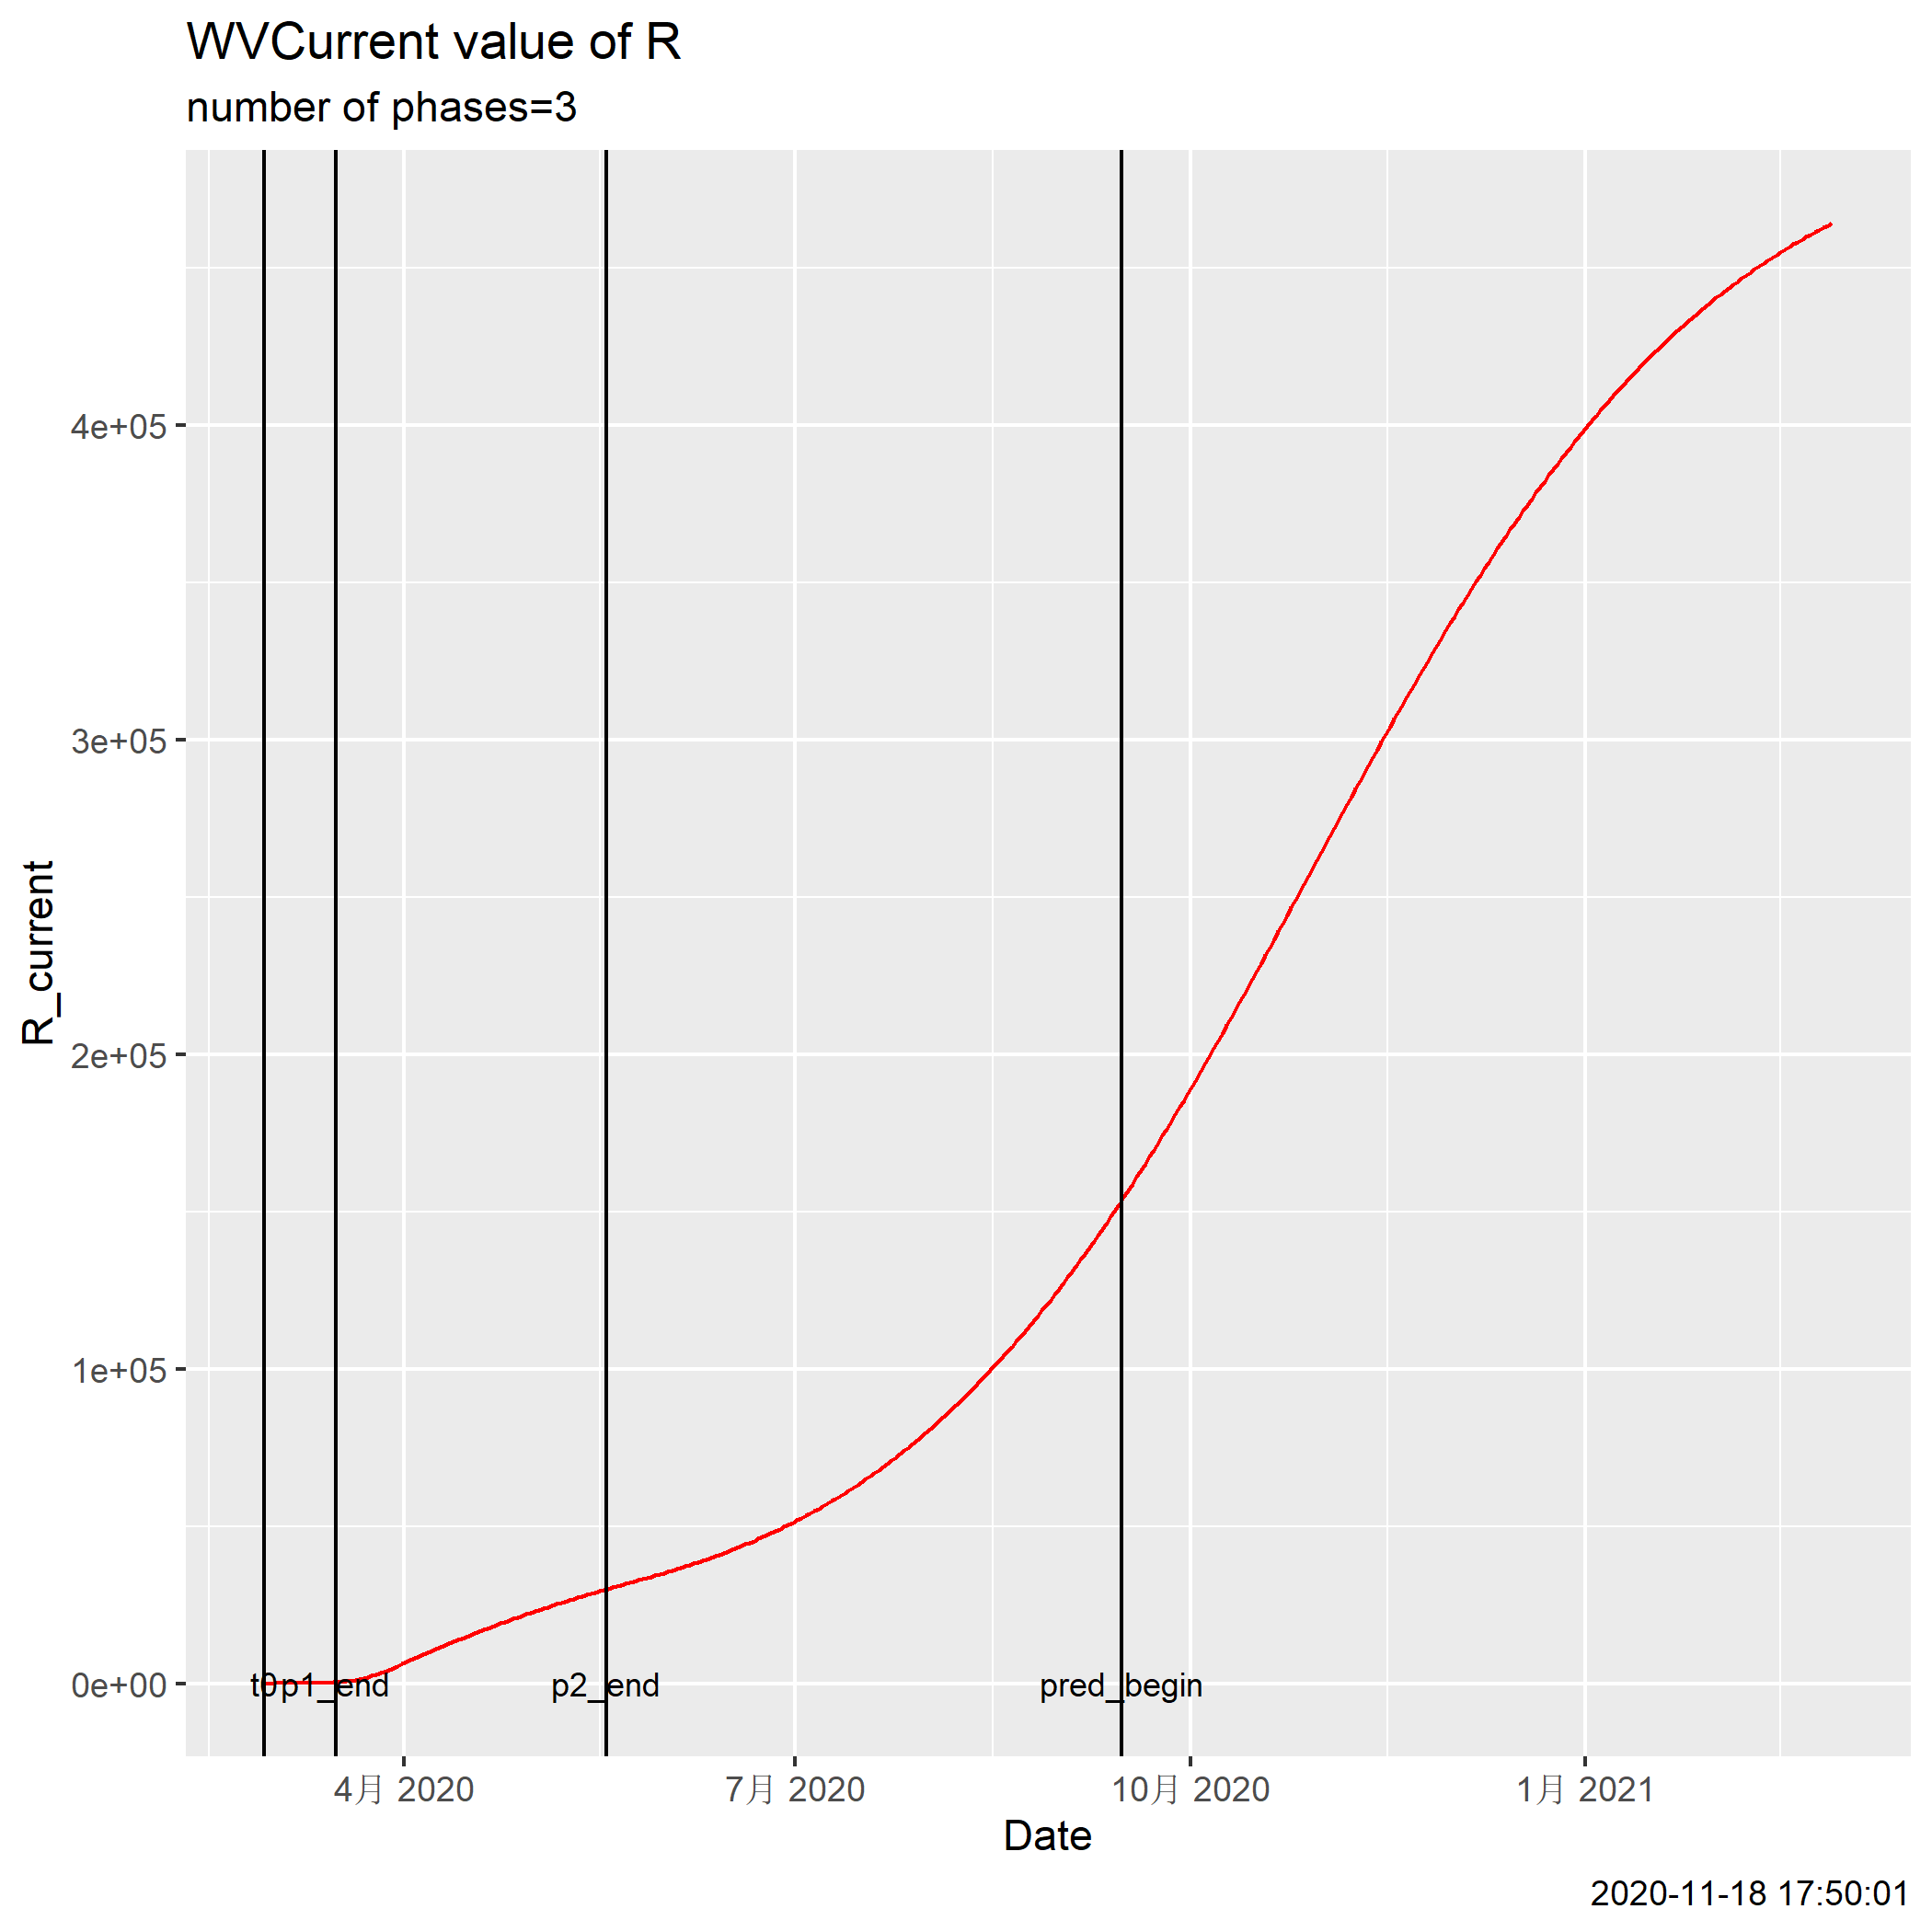 WVCurrent value of R
number of phases=3
R_current
4e+05
3e+05
2e+05
1e+05
0e+00
t0
p1_end
p2_end
pred_begin
4月 2020
7月 2020
10月 2020
1月 2021
Date
2020-11-18 17:50:01